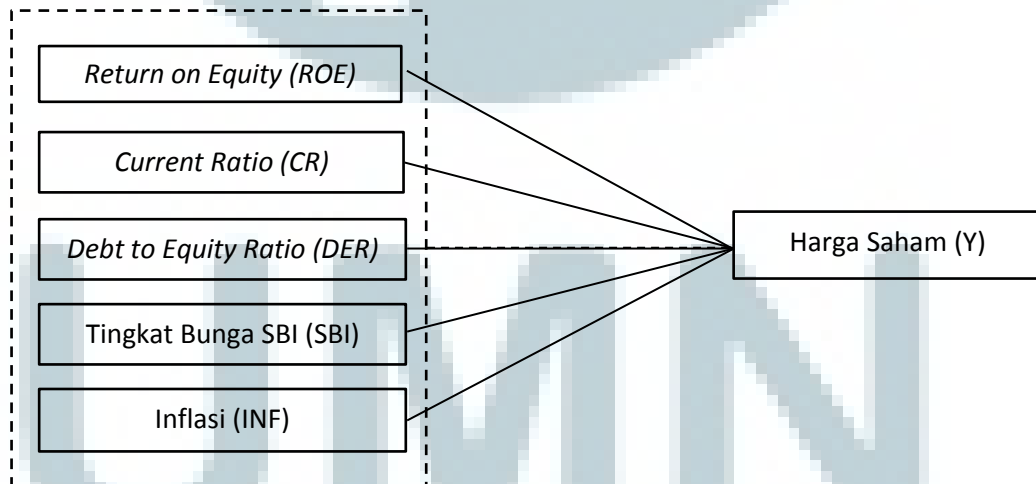 Return on Equity (ROE)
Current Ratio (CR)
Debt to Equity Ratio (DER)
Tingkat Bunga SBI (SBI)
Inflasi (INF)
Harga Saham (Y)
UMN